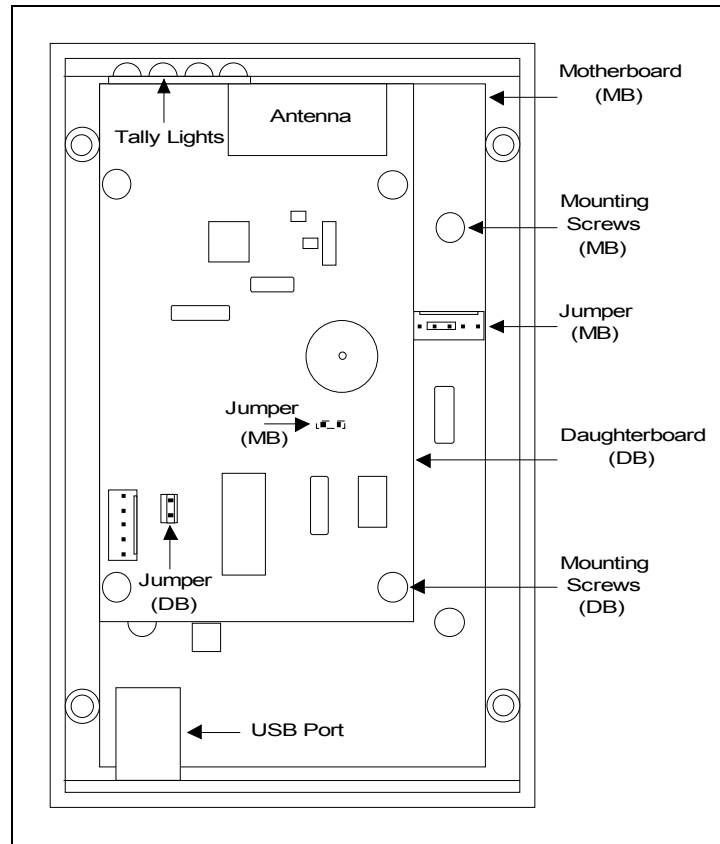 Motherboard
(MB)
Antenna
Tally Lights
Mounting
Screws
(MB)
Jumper
(MB)
Jumper
(MB)
Daughterboard
(DB)
Jumper
(DB)
Mounting
Screws
(DB)
USB Port